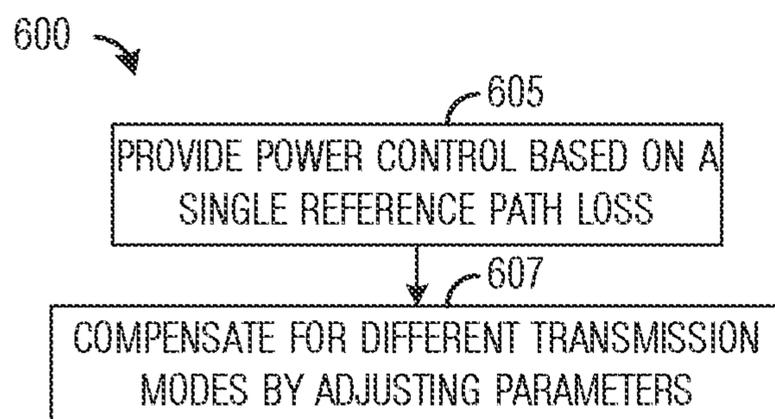 600
605
PROVIDE POWER CONTROL BASED ON A
SINGLE REFERENCE PATH LOSS
607
COMPENSATE FOR DIFFERENT TRANSMISSION
MODES BY ADJUSTING PARAMETERS